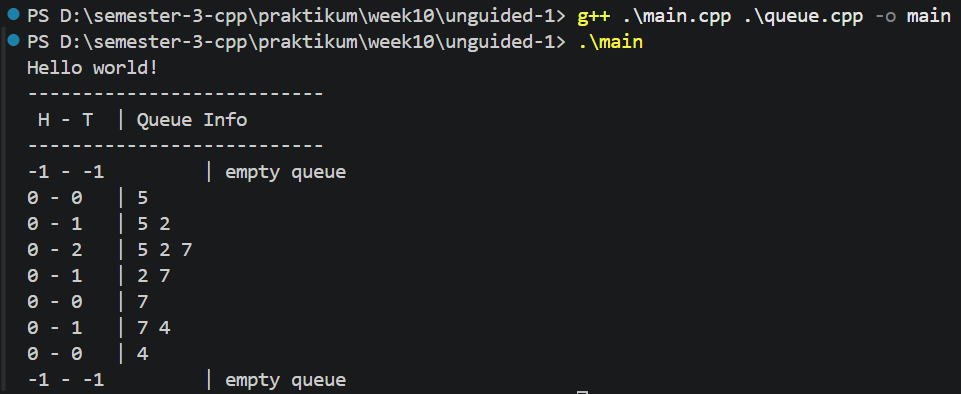 PS D:\semester-3-cpp\praktikum\week10\unguided-1> g++ .\main.cpp .\queue.cpp -o main
PS D:\semester-3-cpp\praktikum\week10\unguided-1> .\main
Hello world!
---------------------------
 H - T  | Queue Info
---------------------------
-1 - -1         | empty queue
0 - 0   | 5
0 - 1   | 5 2
0 - 2   | 5 2 7
0 - 1   | 2 7
0 - 0   | 7
0 - 1   | 7 4
0 - 0   | 4
-1 - -1         | empty queue